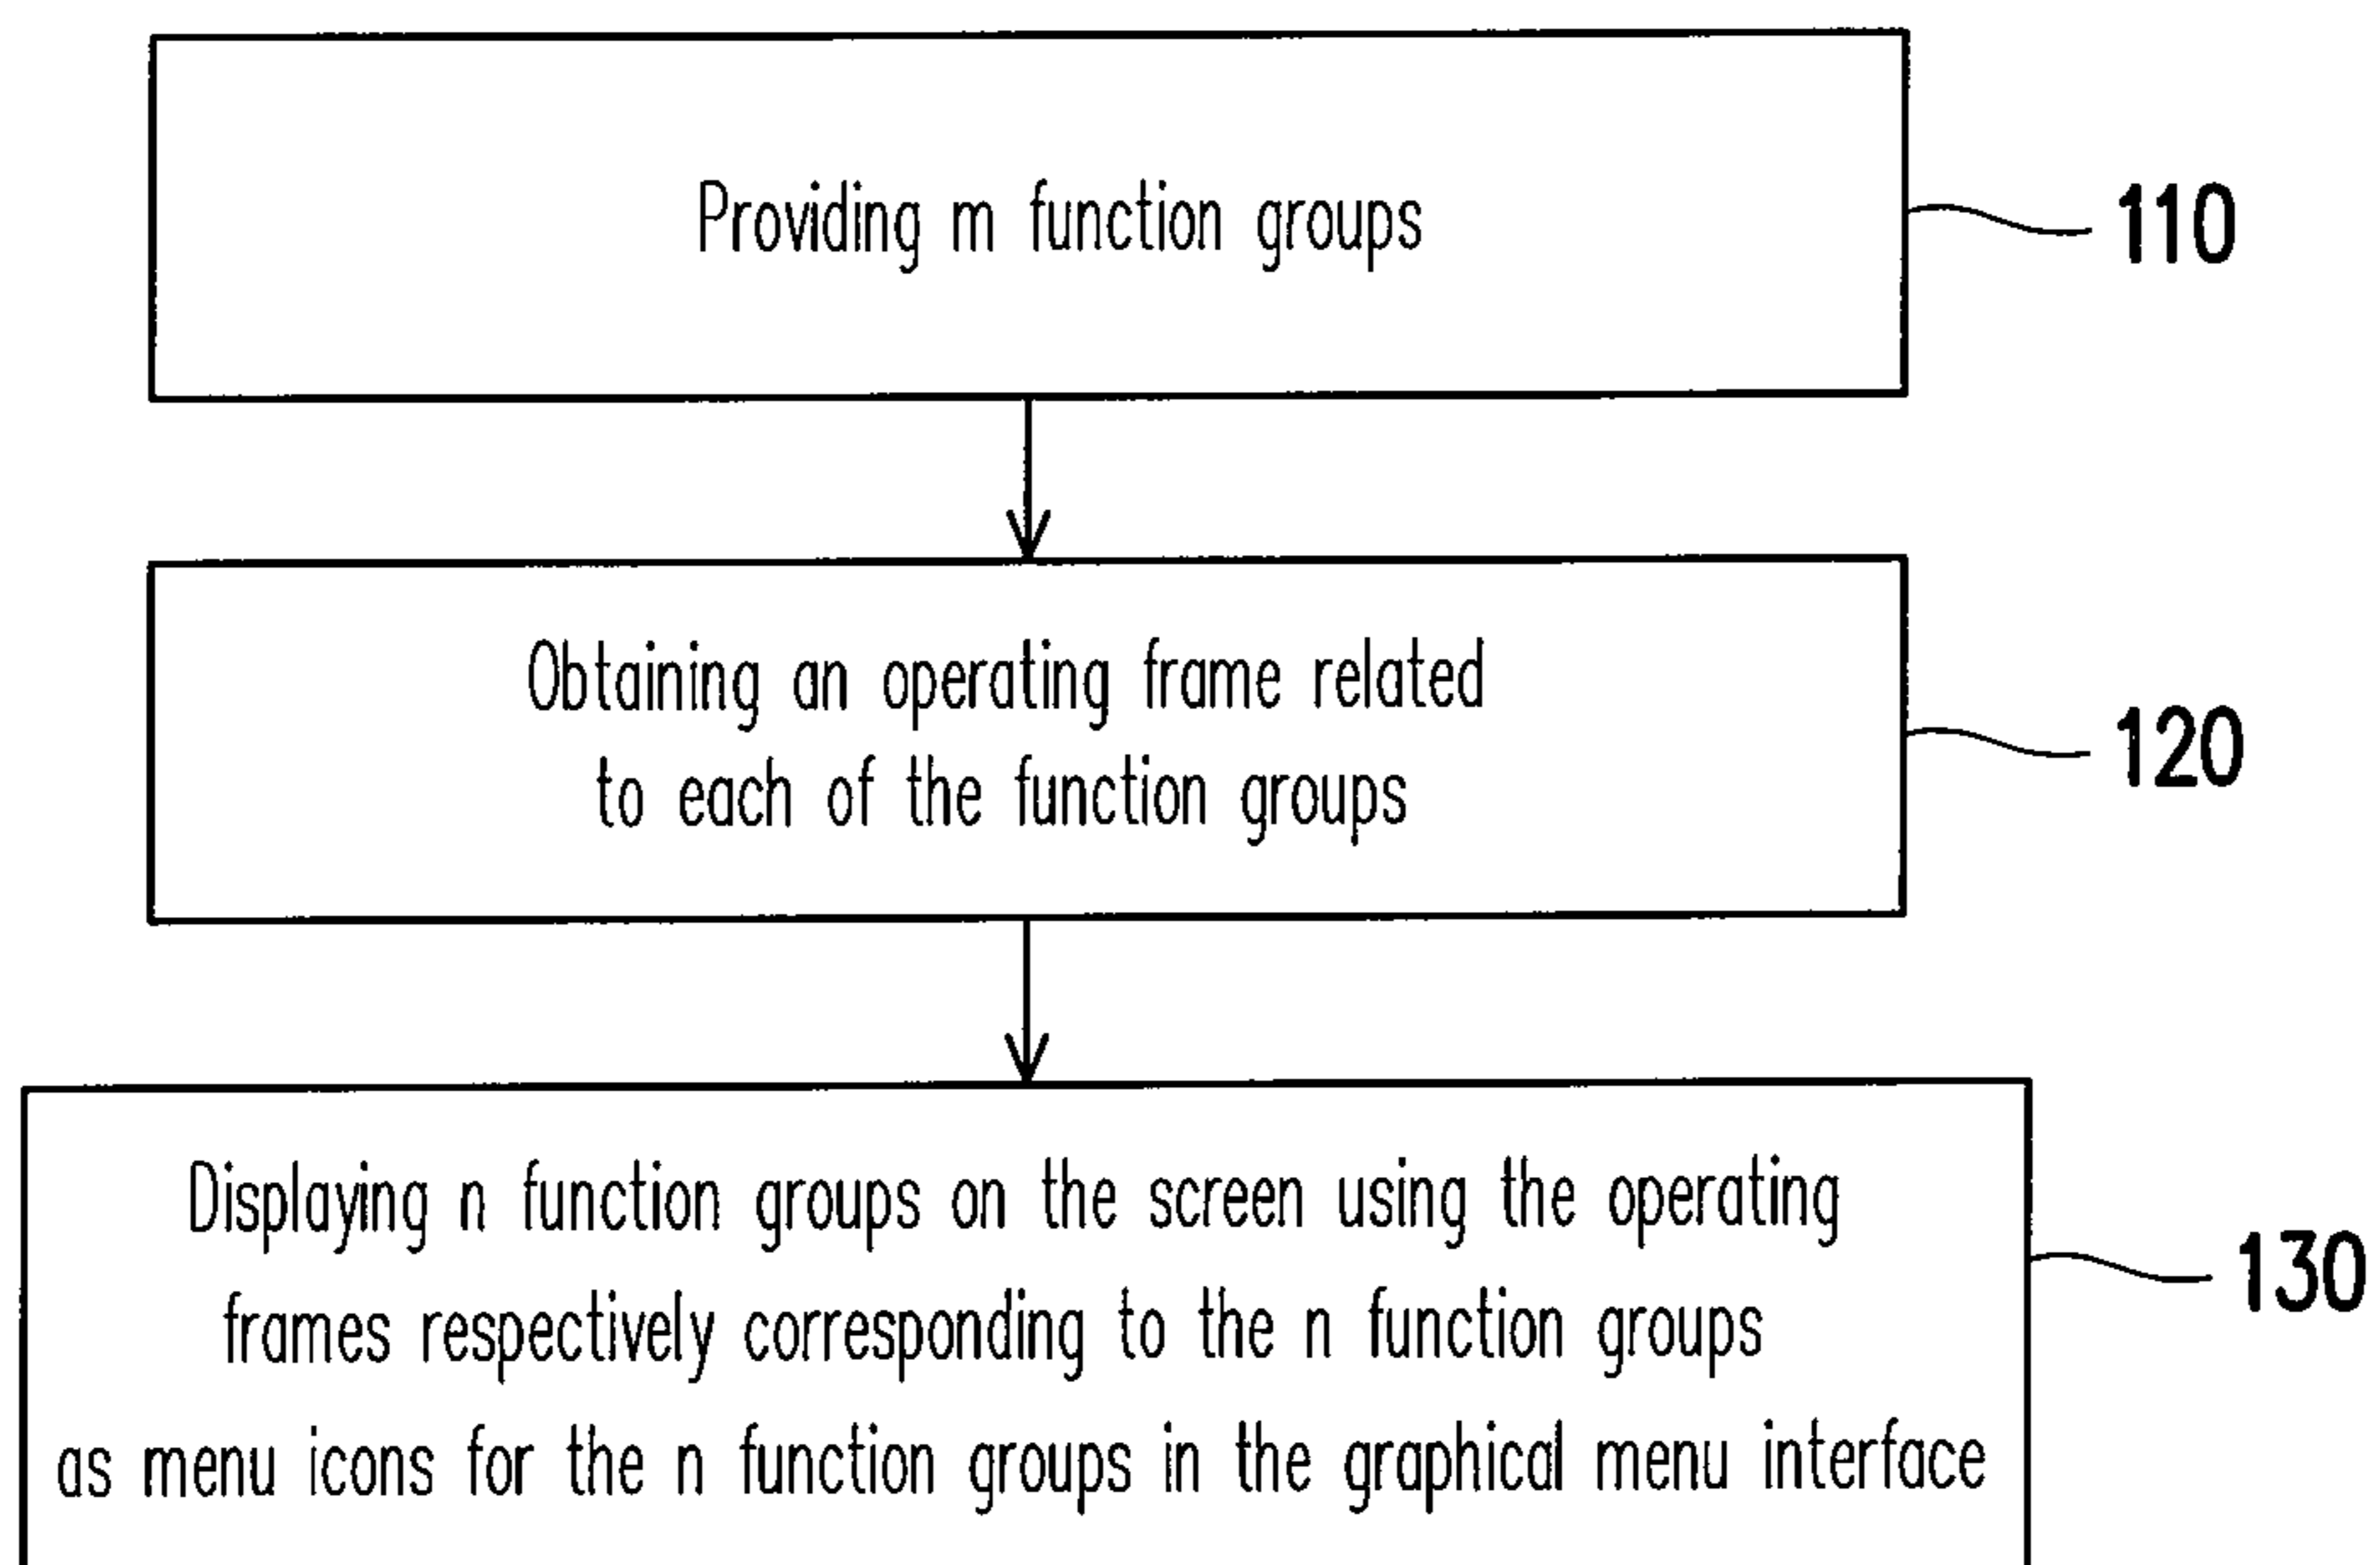 Providing m function groups
110
Obtaining an operating frame related
to each of the function groups
120
Displaying n function groups on the screen using the operating
frames respectively corresponding to the n function groups
as menu icons for the n function groups in the graphical menu interface
130